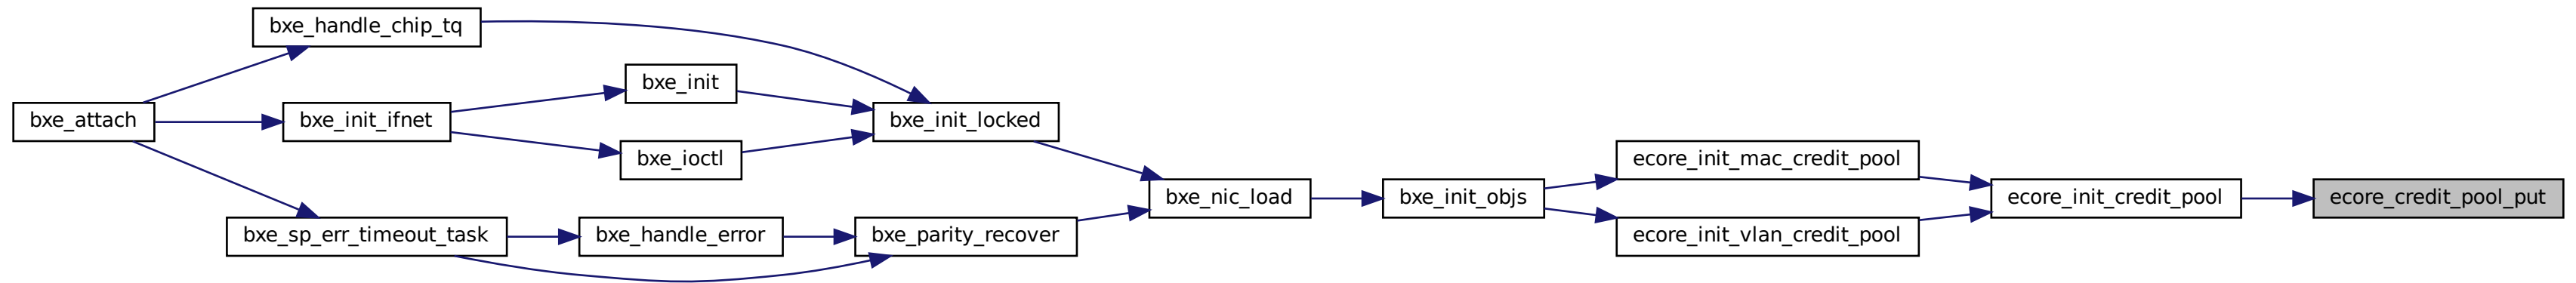 bxe_handle_chip_tq
bxe_init
bxe_attach
bxe_init_ifnet
bxe_init_locked
bxe_ioctl
ecore_init_mac_credit_pool
bxe_nic_load
bxe_init_objs
ecore_init_credit_pool
ecore_credit_pool_put
bxe_sp_err_timeout_task
bxe_handle_error
bxe_parity_recover
ecore_init_vlan_credit_pool